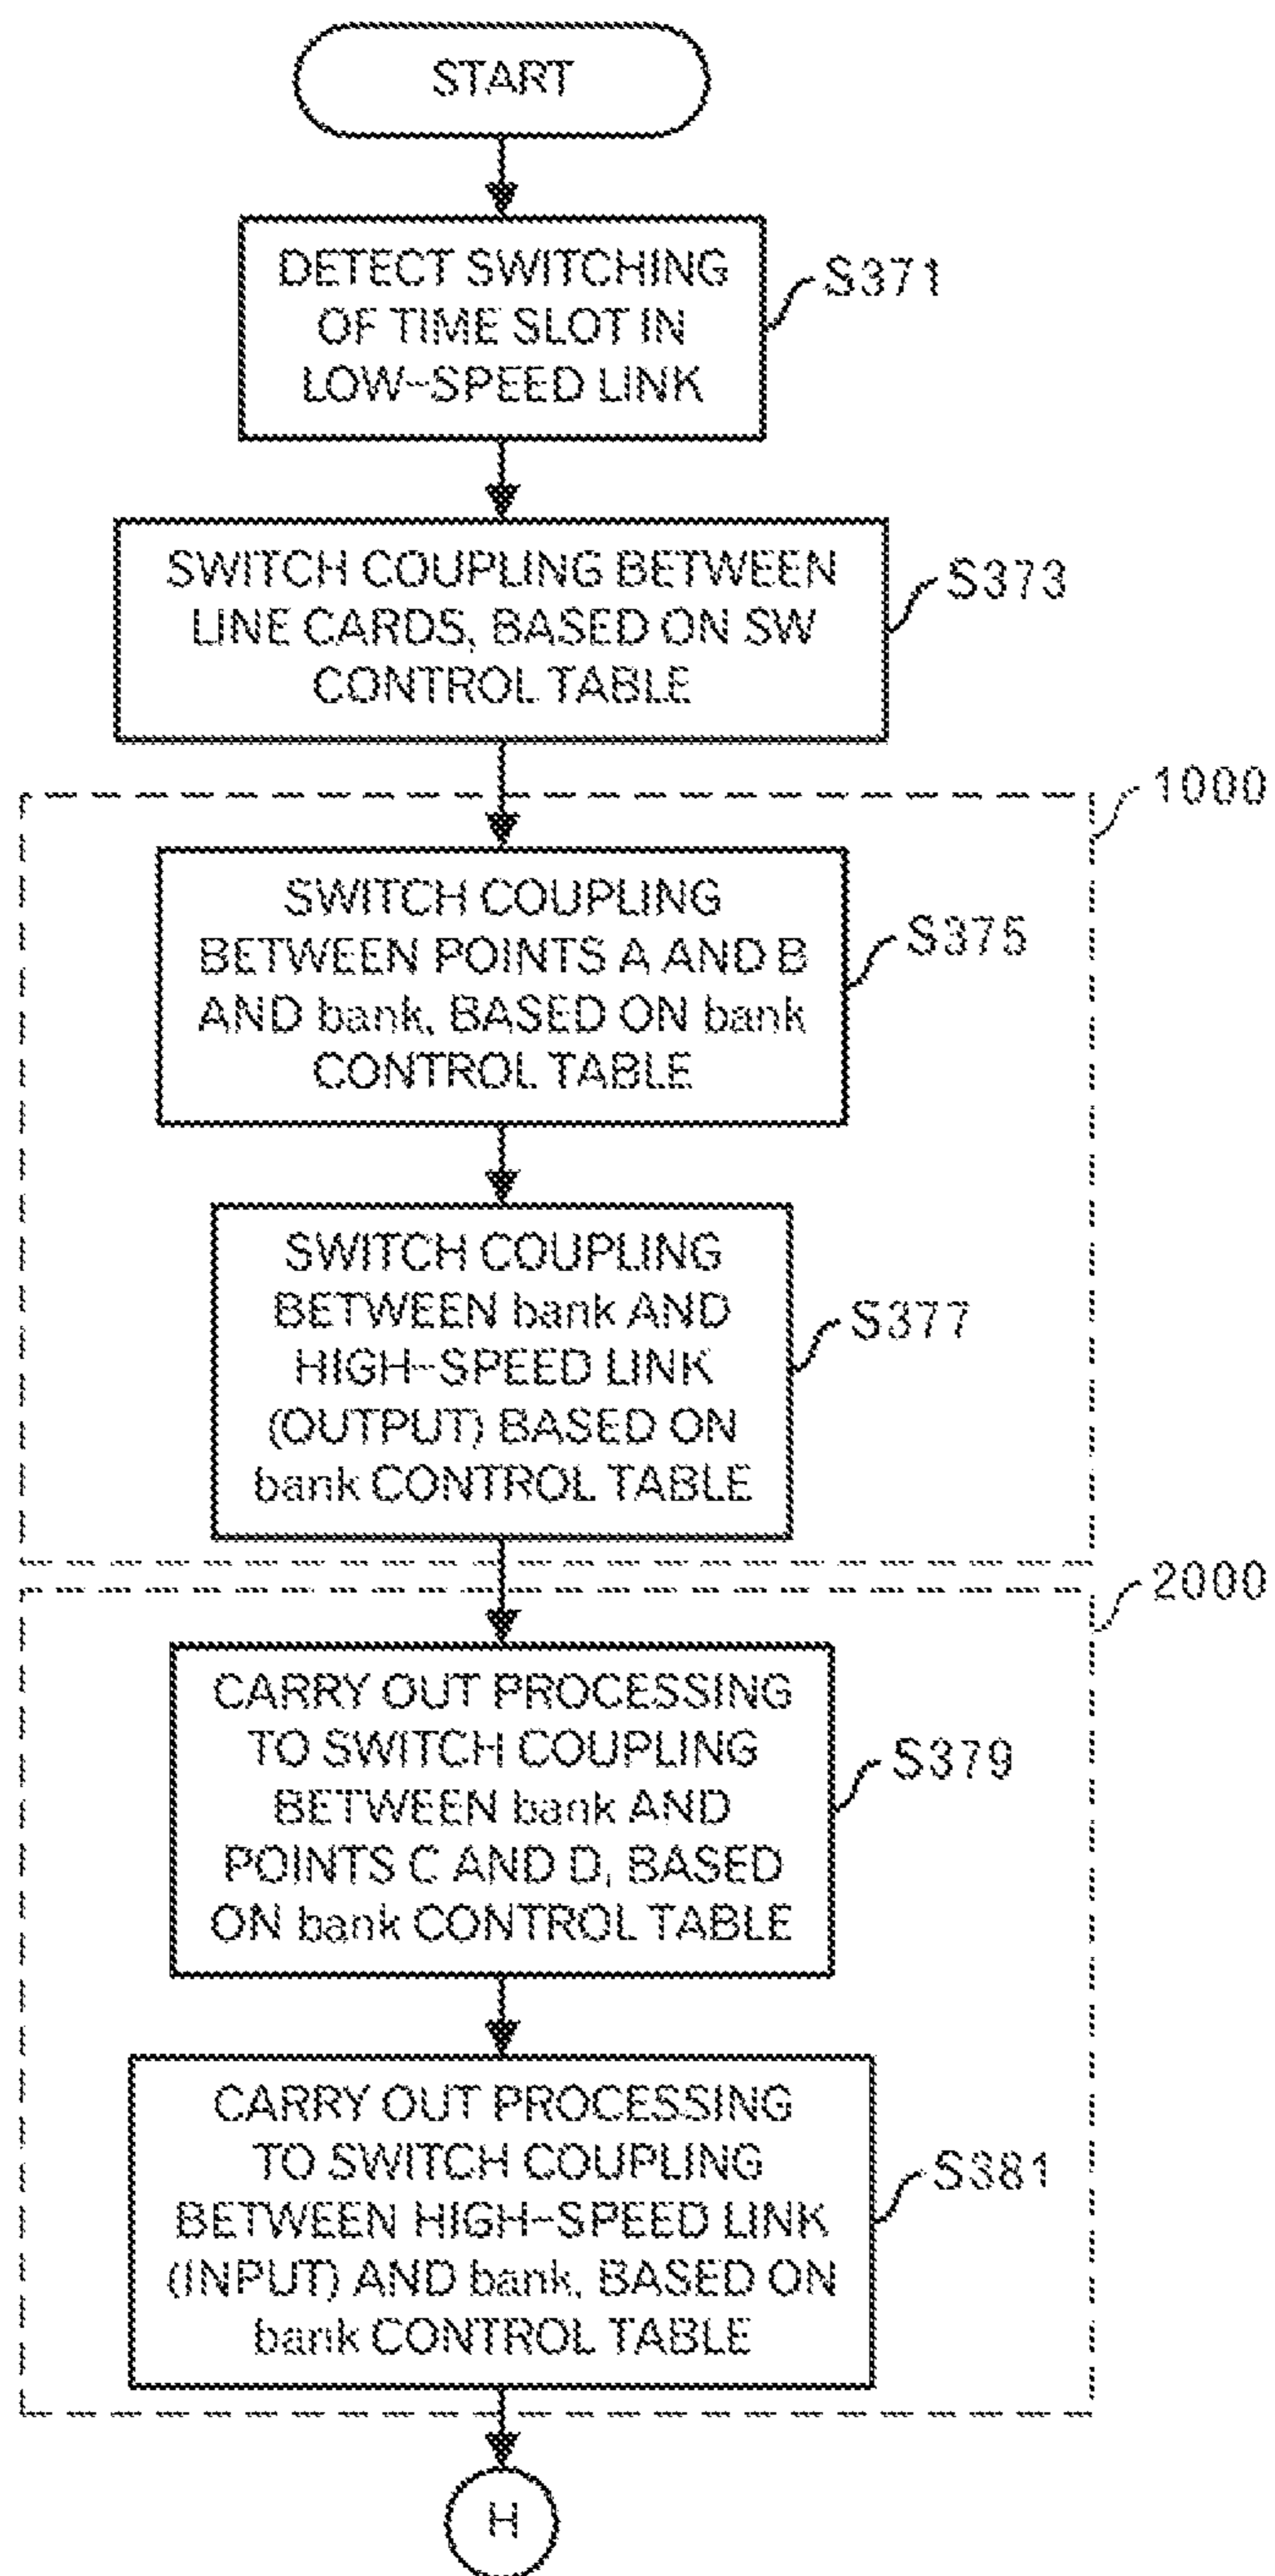 START
DETECT SWITCHING
OF TIME SLOT IN
LOW-SPEED LINK
S371
SWITCH COUPLING BETWEEN
LINE CARDS, BASED ON SW
CONTROL TABLE
S373
1000
SWITCH COUPLING
BETWEEN POINTS A AND B
AND bank, BASED ON bank
CONTROL TABLE
S375
SWITCH COUPLING
BETWEEN bank AND
HIGH-SPEED LINK
(OUTPUT) BASED ON
bank CONTROL TABLE
S377
2000
CARRY OUT PROCESSING
TO SWITCH COUPLING
BETWEEN bank AND
POINTS C AND D, BASED
ON bank CONTROL TABLE
S379
CARRY OUT PROCESSING
TO SWITCH COUPLING
BETWEEN HIGH-SPEED LINK
(INPUT) AND bank, BASED ON
bank CONTROL TABLE
S381
H